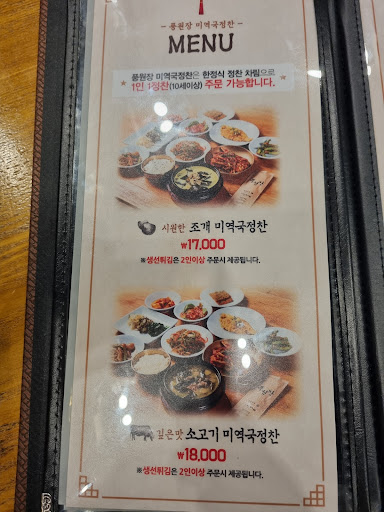 풍원장 미역국정찬
MENU
풍원장 미역국정찬은 한정식 정찬 차림으로
1인 1정찬(10세이상) 주문 가능합니다.
시원한 조개 미역국정찬
₩17,000
※생선튀김은 2인이상 주문시 제공됩니다.
깊은맛 소고기 미역국정찬
₩18,000
※생선튀김은 2인이상 주문시 제공됩니다.